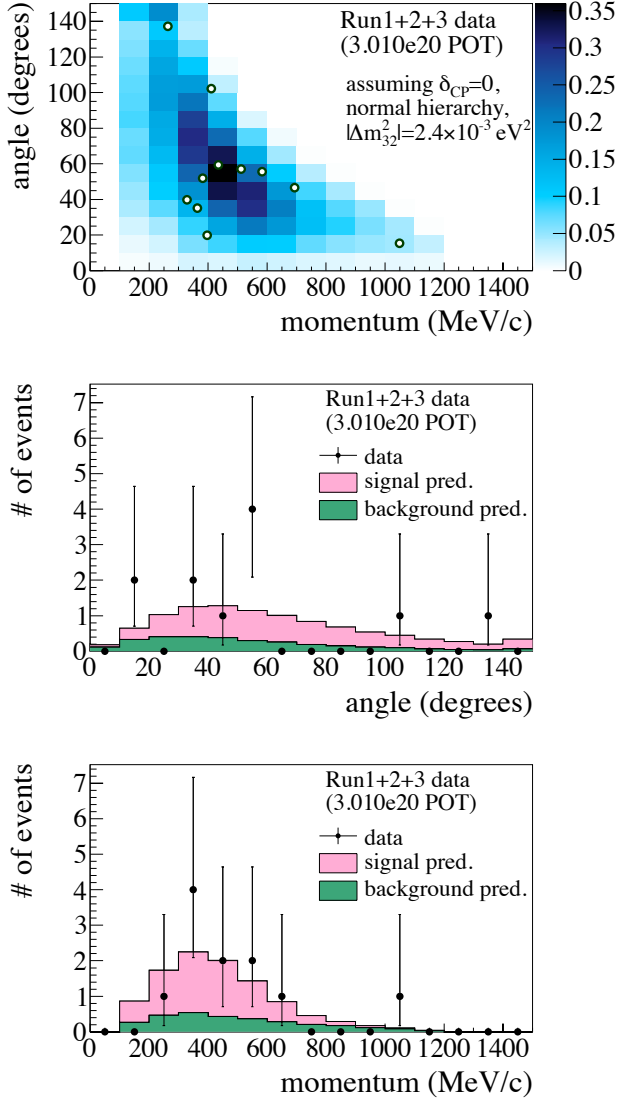 Run1+2+3 data
(3.010e20 POT)
assuming δ_CP=0,
normal hierarchy,
|Δm²₃₂|=2.4×10⁻³ eV²
angle (degrees)
140
120
100
80
60
40
20
0
0 200 400 600 800 1000 1200 1400
momentum (MeV/c)
0.35
0.3
0.25
0.2
0.15
0.1
0.05
0
# of events
7
6
5
4
3
2
1
0
Run1+2+3 data
(3.010e20 POT)
data
signal pred.
background pred.
0 20 40 60 80 100 120 140
angle (degrees)
# of events
7
6
5
4
3
2
1
0
Run1+2+3 data
(3.010e20 POT)
data
signal pred.
background pred.
0 200 400 600 800 1000 1200 1400
momentum (MeV/c)